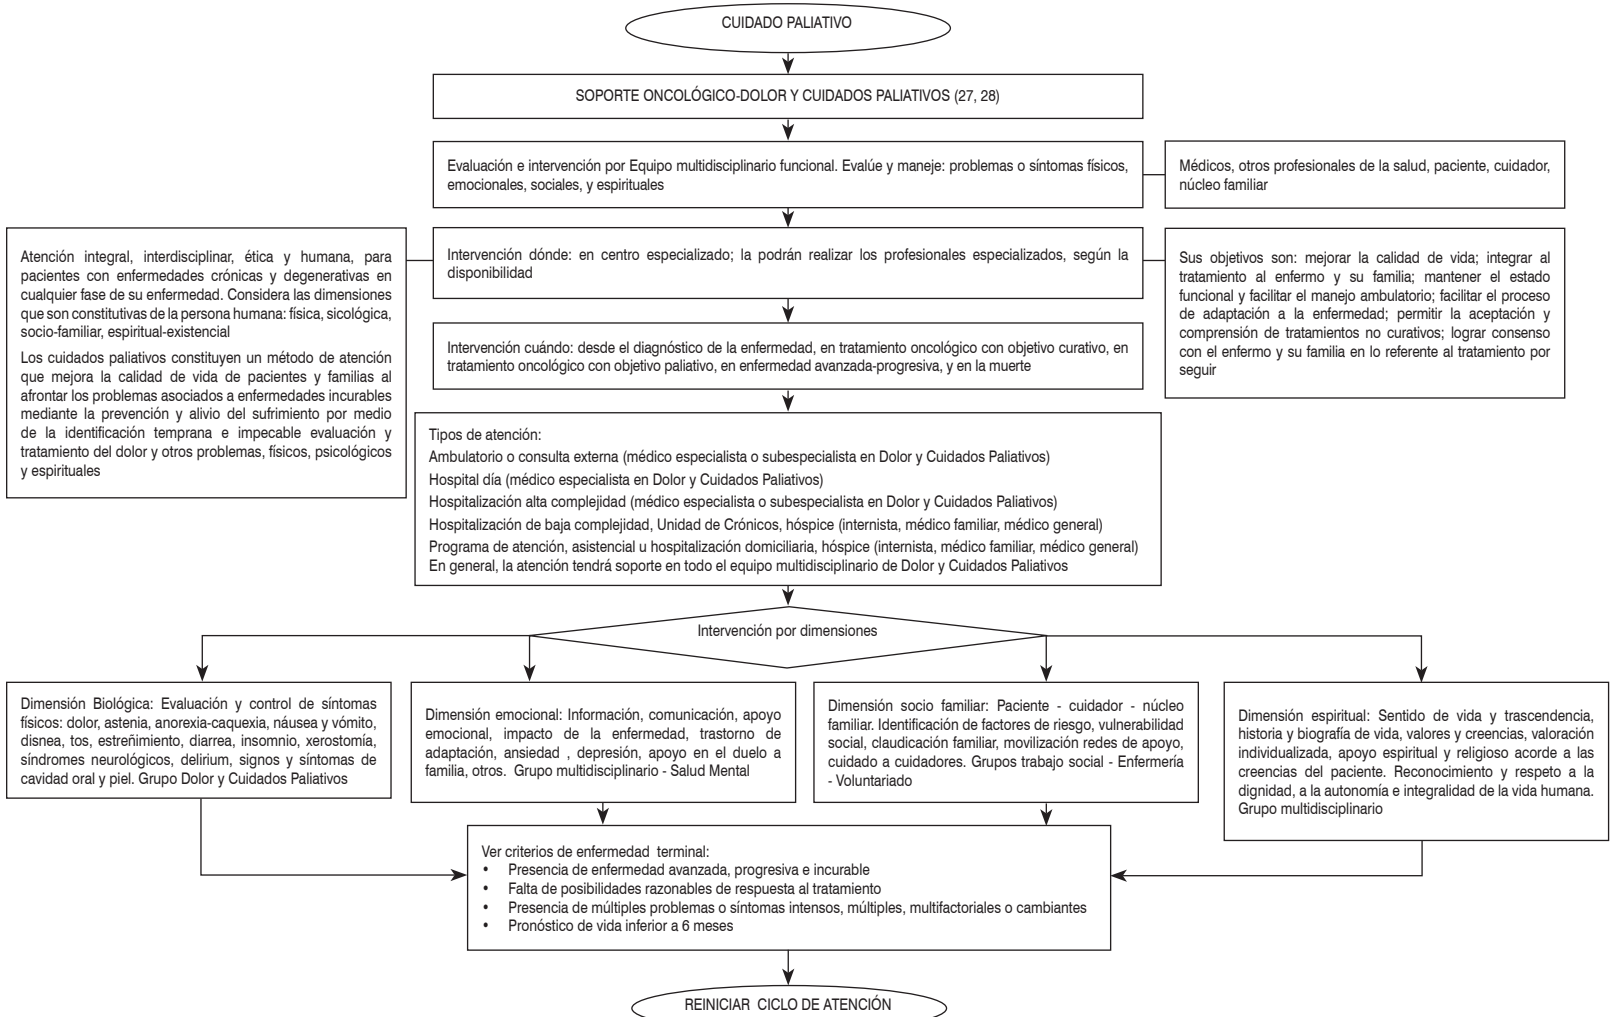 CUIDADO PALIATIVO
SOPORTE ONCOLÓGICO-DOLOR Y CUIDADOS PALIATIVOS (27, 28)
Evaluación e intervención por Equipo multidisciplinario funcional. Evalúe y maneje: problemas o síntomas físicos,
emocionales, sociales, y espirituales
Médicos, otros profesionales de la salud, paciente, cuidador,
núcleo familiar
Atención integral, interdisciplinar, ética y humana, para
pacientes con enfermedades crónicas y degenerativas en
cualquier fase de su enfermedad. Considera las dimensiones
que son constitutivas de la persona humana: física, sicológica,
socio-familiar, espiritual-existencial
Los cuidados paliativos constituyen un método de atención
que mejora la calidad de vida de pacientes y familias al
afrontar los problemas asociados a enfermedades incurables
mediante la prevención y alivio del sufrimiento por medio
de la identificación temprana e impecable evaluación y
tratamiento del dolor y otros problemas, físicos, psicológicos
y espirituales
Intervención dónde: en centro especializado; la podrán realizar los profesionales especializados, según la
disponibilidad
Sus objetivos son: mejorar la calidad de vida; integrar al
tratamiento al enfermo y su familia; mantener el estado
funcional y facilitar el manejo ambulatorio; facilitar el proceso
de adaptación a la enfermedad; permitir la aceptación y
comprensión de tratamientos no curativos; lograr consenso
con el enfermo y su familia en lo referente al tratamiento por
seguir
Intervención cuándo: desde el diagnóstico de la enfermedad, en tratamiento oncológico con objetivo curativo, en
tratamiento oncológico con objetivo paliativo, en enfermedad avanzada-progresiva, y en la muerte
Tipos de atención:
Ambulatorio o consulta externa (médico especialista o subespecialista en Dolor y Cuidados Paliativos)
Hospital día (médico especialista en Dolor y Cuidados Paliativos)
Hospitalización alta complejidad (médico especialista o subespecialista en Dolor y Cuidados Paliativos)
Hospitalización de baja complejidad, Unidad de Crónicos, hóspice (internista, médico familiar, médico general)
Programa de atención, asistencial u hospitalización domiciliaria, hóspice (internista, médico familiar, médico general)
En general, la atención tendrá soporte en todo el equipo multidisciplinario de Dolor y Cuidados Paliativos
Intervención por dimensiones
Dimensión Biológica: Evaluación y control de síntomas
físicos: dolor, astenia, anorexia-caquexia, náusea y vómito,
disnea, tos, estreñimiento, diarrea, insomnio, xerostomía,
síndromes neurológicos, delirium, signos y síntomas de
cavidad oral y piel. Grupo Dolor y Cuidados Paliativos
Dimensión emocional: Información, comunicación, apoyo
emocional, impacto de la enfermedad, trastorno de
adaptación, ansiedad , depresión, apoyo en el duelo a
familia, otros. Grupo multidisciplinario - Salud Mental
Dimensión socio familiar: Paciente - cuidador - núcleo
familiar. Identificación de factores de riesgo, vulnerabilidad
social, claudicación familiar, movilización redes de apoyo,
cuidado a cuidadores. Grupos trabajo social - Enfermería
- Voluntariado
Dimensión espiritual: Sentido de vida y trascendencia,
historia y biografía de vida, valores y creencias, valoración
individualizada, apoyo espiritual y religioso acorde a las
creencias del paciente. Reconocimiento y respeto a la
dignidad, a la autonomía e integralidad de la vida humana.
Grupo multidisciplinario
Ver criterios de enfermedad terminal:
• Presencia de enfermedad avanzada, progresiva e incurable
• Falta de posibilidades razonables de respuesta al tratamiento
• Presencia de múltiples problemas o síntomas intensos, múltiples, multifactoriales o cambiantes
• Pronóstico de vida inferior a 6 meses
REINICIAR CICLO DE ATENCIÓN